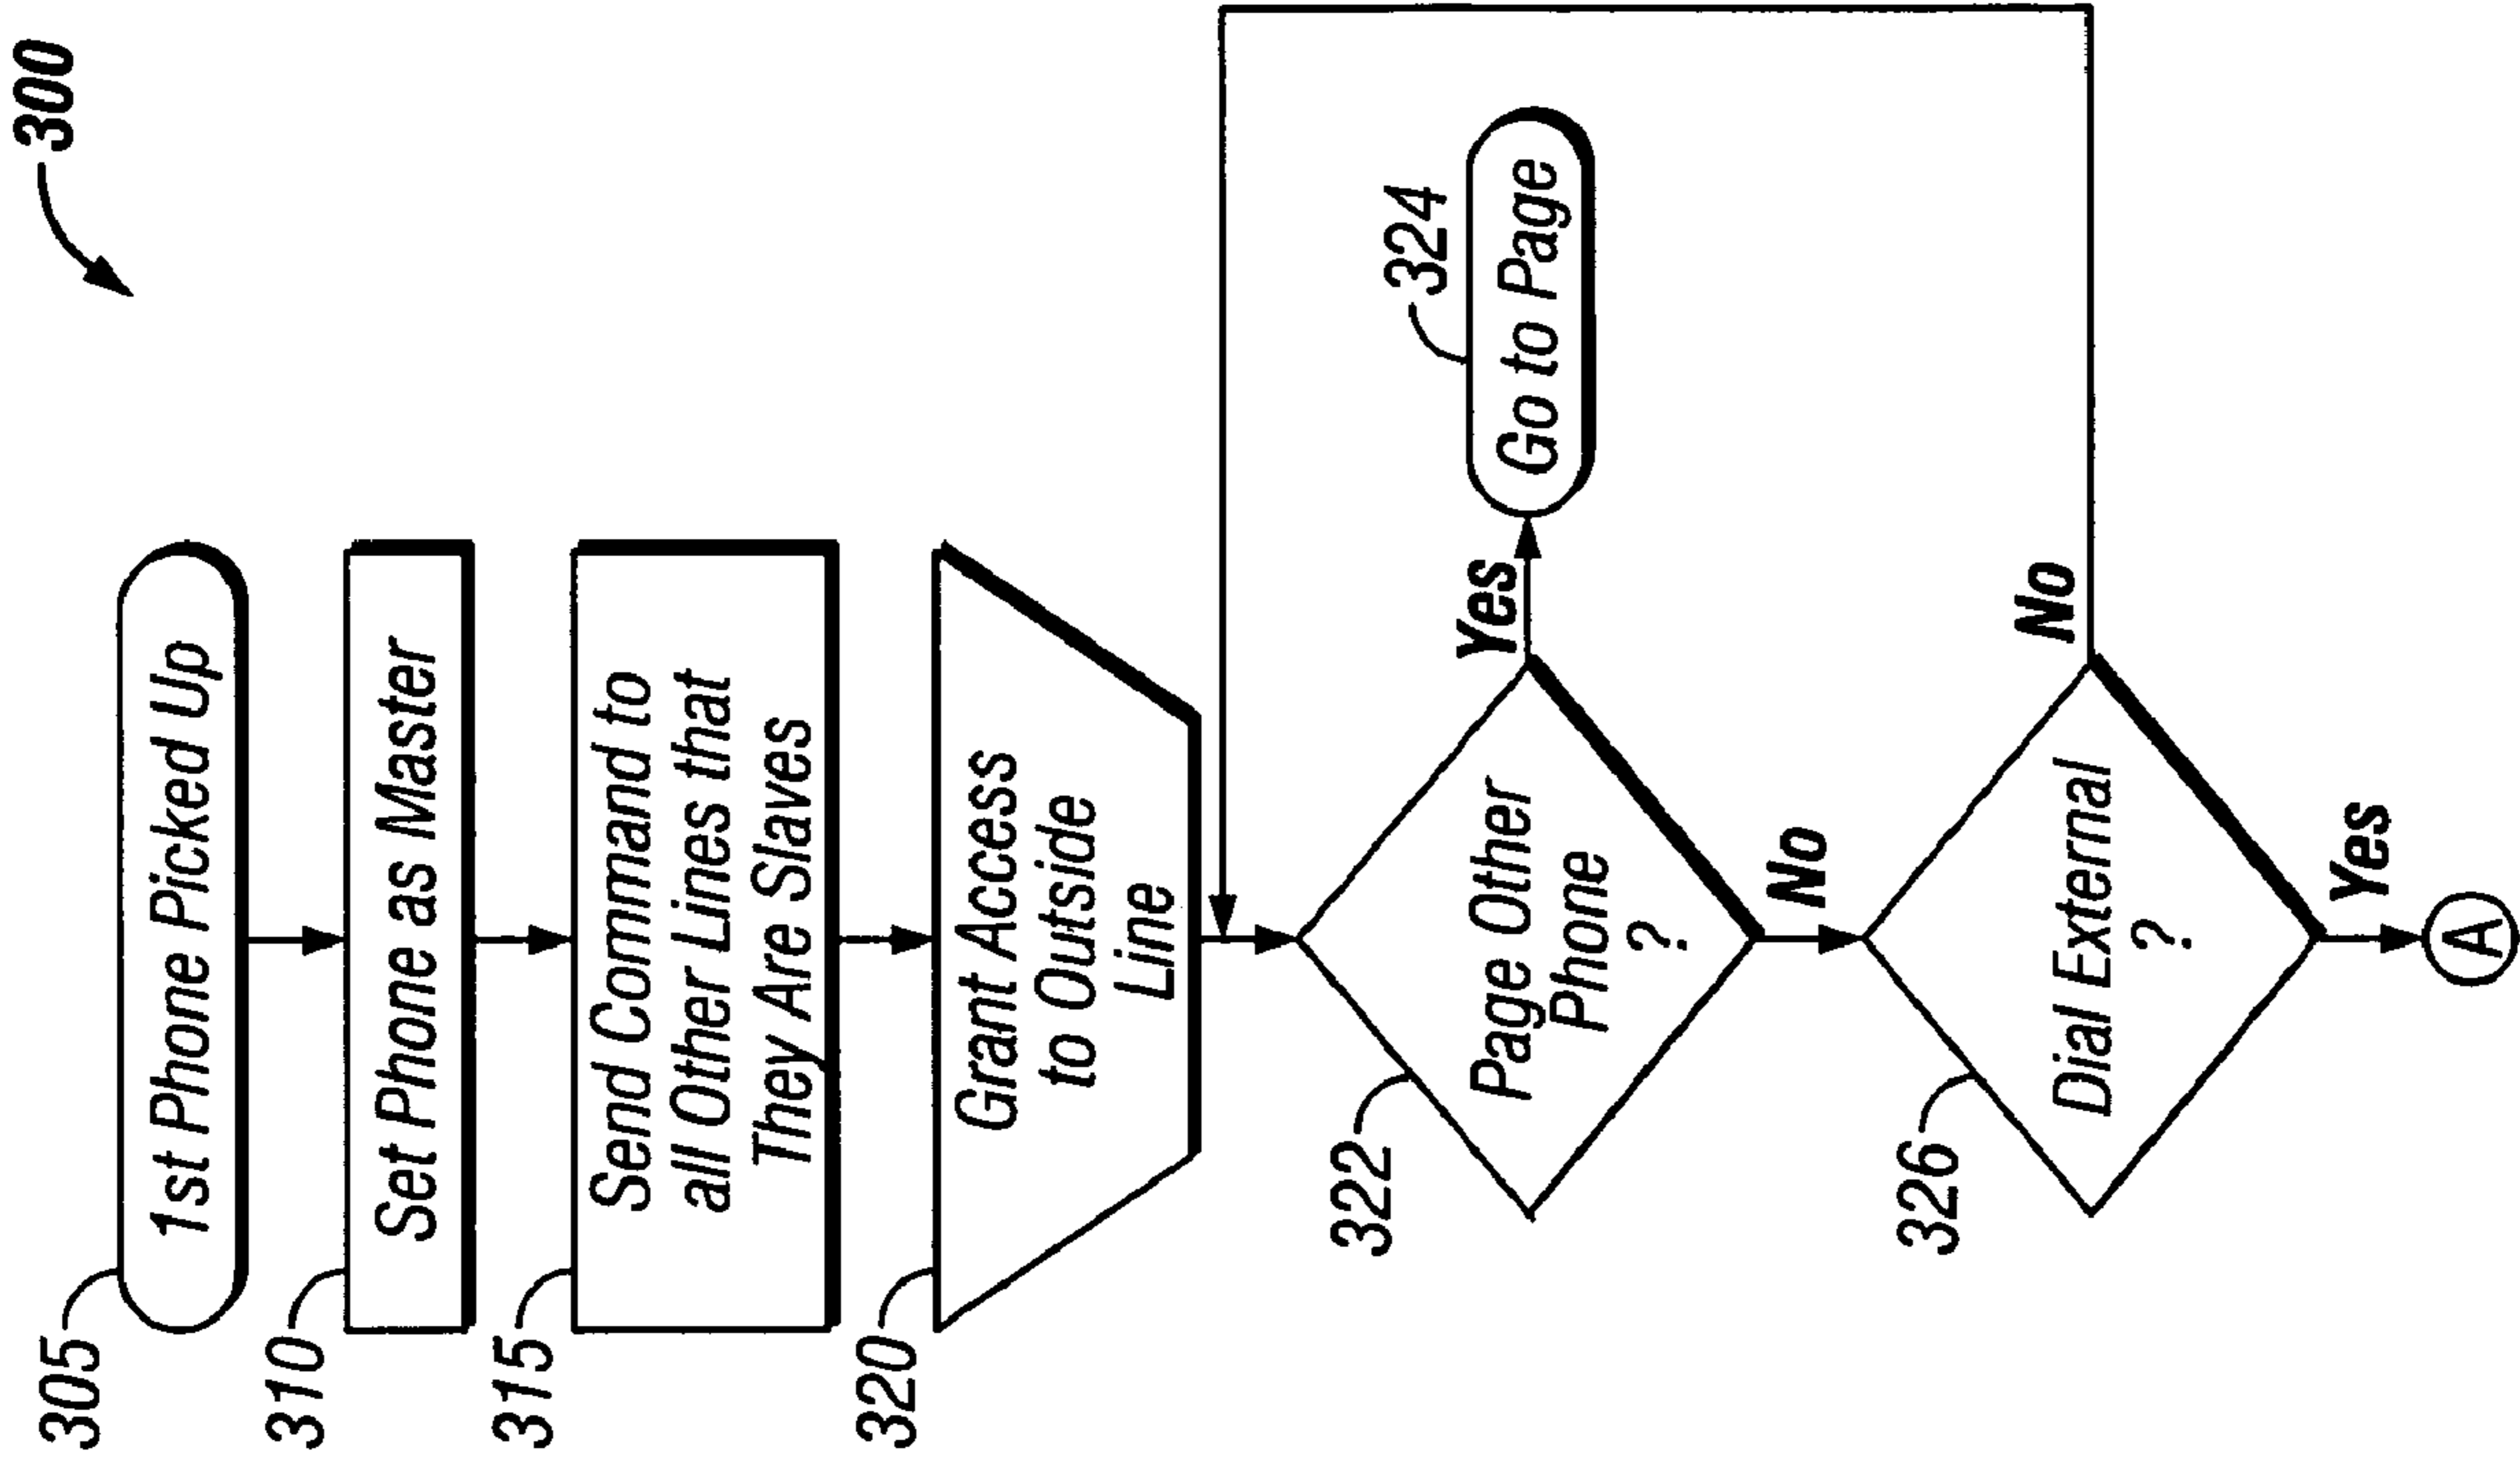 300
305
1st Phone Picked Up
310
Set Phone as Master
315
Send Command to
all Other Lines that
They Are Slaves
320
Grant Access
to Outside
Line
322
Page Other
Phone
?
Yes
324
Go to Page
No
326
Dial External
?
No
Yes
A